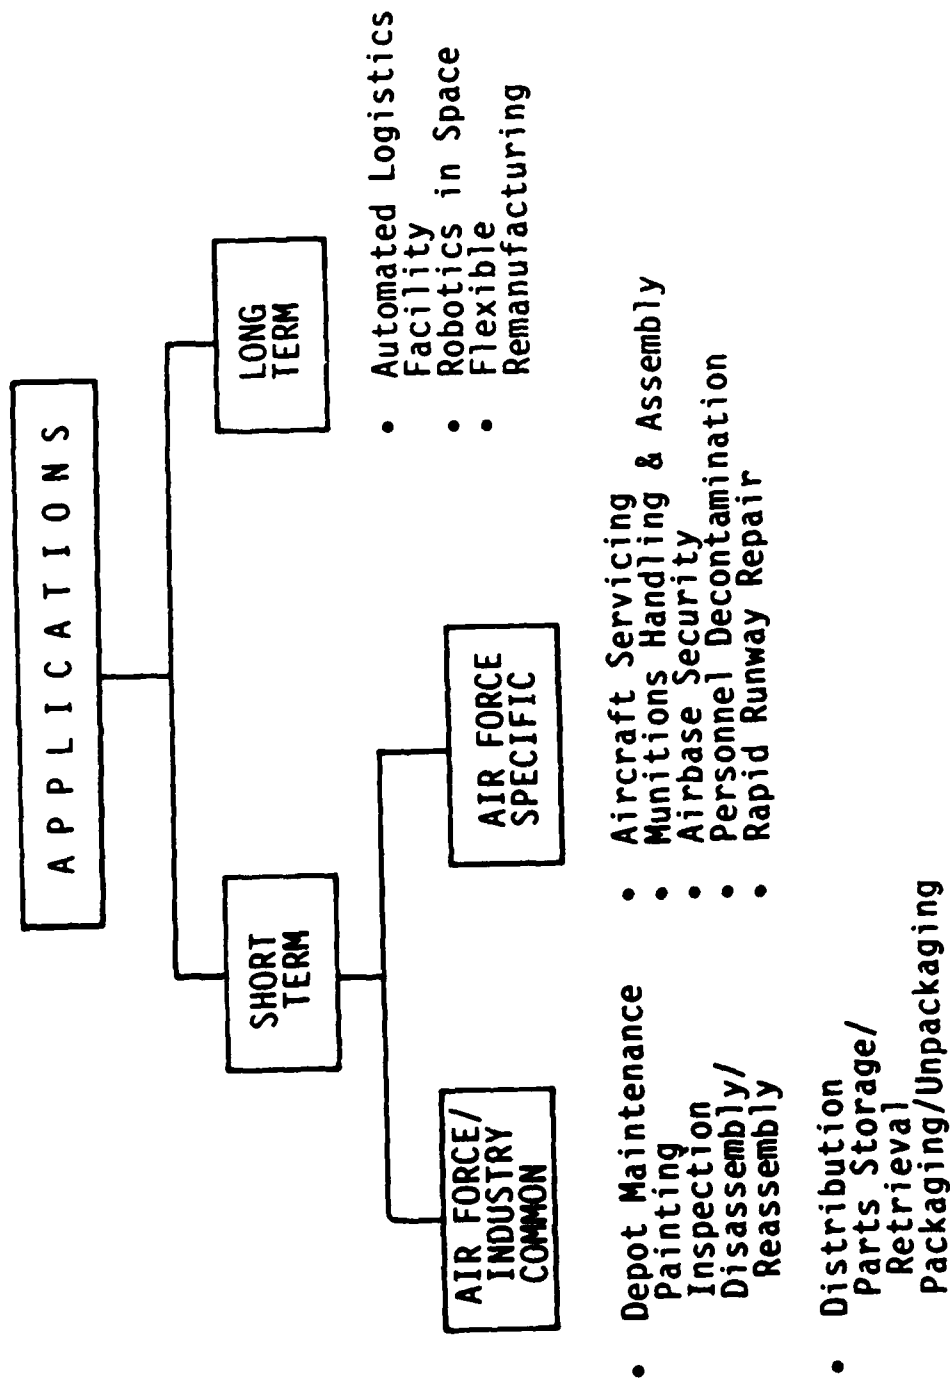 A P P L I C A T I O N S
SHORT
TERM
LONG
TERM
• Automated Logistics
Facility
• Robotics in Space
• Flexible
Remanufacturing
AIR FORCE/
INDUSTRY
COMMON
AIR FORCE
SPECIFIC
• Depot Maintenance
Painting
Inspection
Disassembly/
Reassembly
• Distribution
Parts Storage/
Retrieval
Packaging/Unpackaging
• Aircraft Servicing
• Munitions Handling & Assembly
• Airbase Security
• Personnel Decontamination
• Rapid Runway Repair